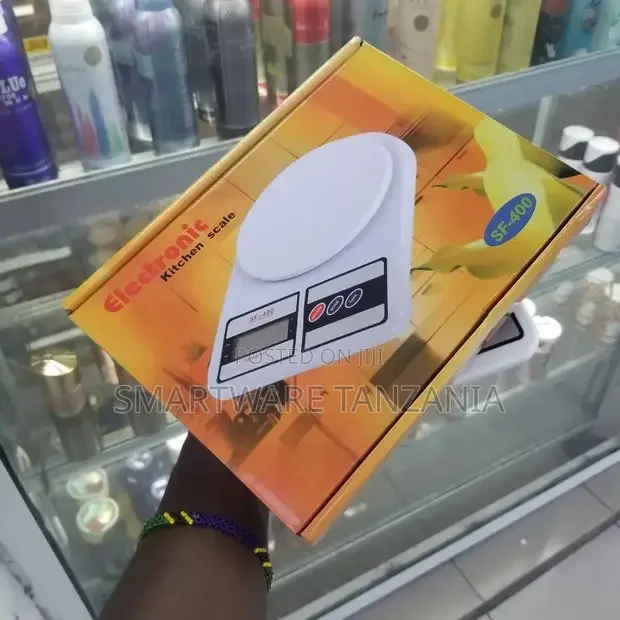 Electronic
Kitchen scale
SF-400
SF-400
POSTED ON JIJI
SMARTWARE TANZANIA